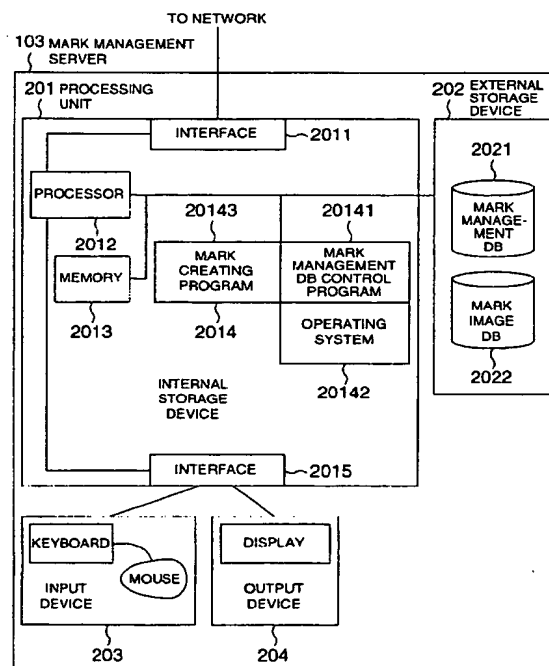 TO NETWORK
103 MARK MANAGEMENT
SERVER
201 PROCESSING
UNIT
202 EXTERNAL
STORAGE
DEVICE
INTERFACE
2011
2021
PROCESSOR
2012
20143
20141
MARK
MANAGE-
MENT
DB
MEMORY
2013
MARK
CREATING
PROGRAM
2014
MARK
MANAGEMENT
DB CONTROL
PROGRAM
OPERATING
SYSTEM
20142
MARK
IMAGE
DB
2022
INTERNAL
STORAGE
DEVICE
INTERFACE
2015
KEYBOARD
MOUSE
INPUT
DEVICE
203
DISPLAY
OUTPUT
DEVICE
204